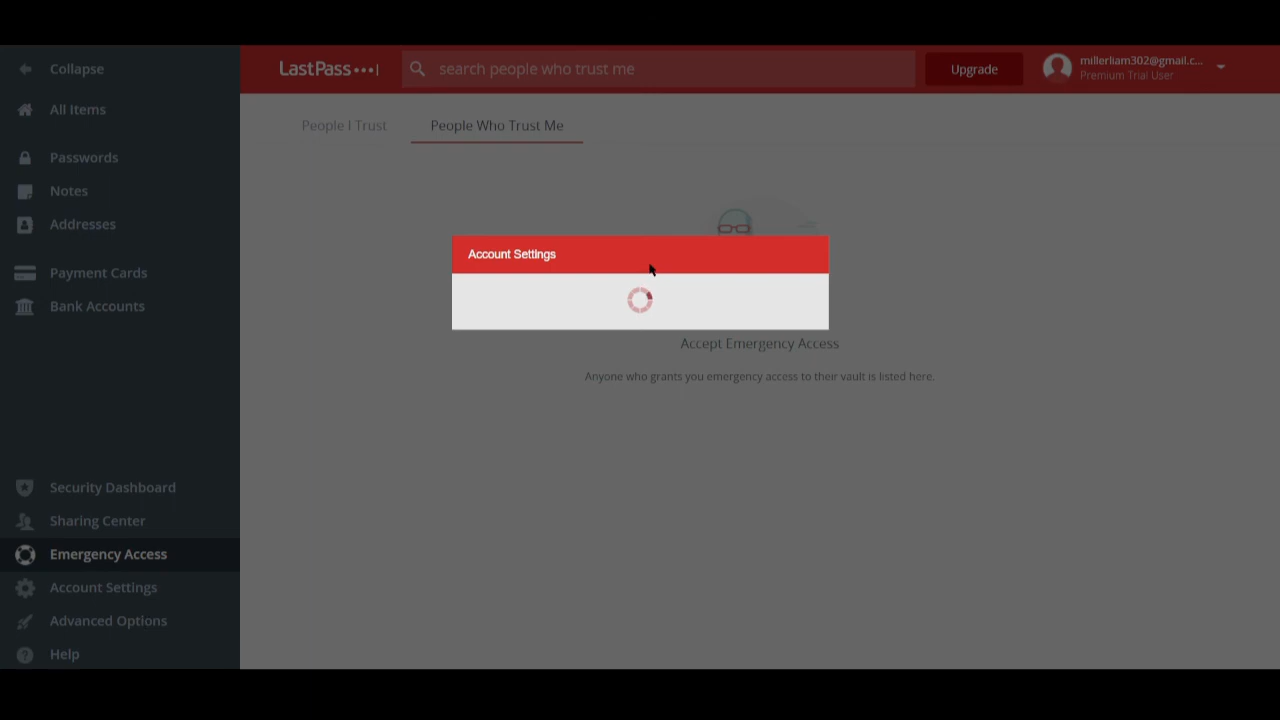 Collapse
All Items
Passwords
Notes
Addresses
Payment Cards
Bank Accounts
Security Dashboard
Sharing Center
Emergency Access
Account Settings
Advanced Options
Help
LastPass
search people who trust me
Upgrade
millerliam302@gmail.c...
Premium Trial User
People I Trust
People Who Trust Me
Account Settings
Accept Emergency Access
Anyone who grants you emergency access to their vault is listed here.